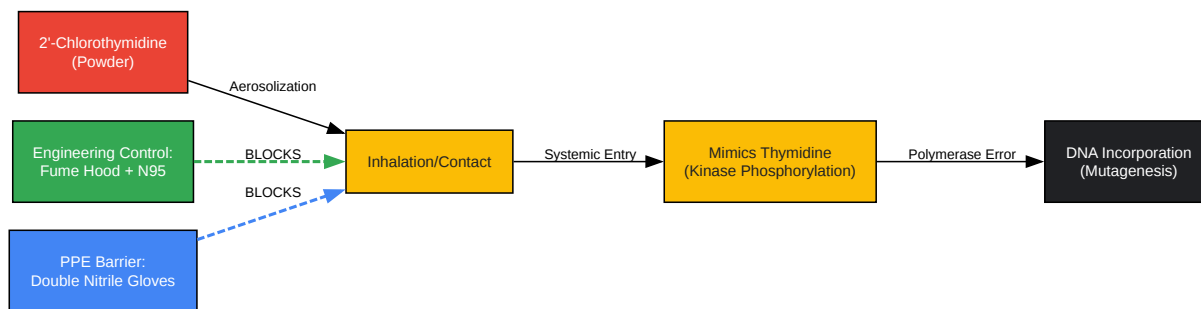 2'-Chlorothymidine
(Powder)
Aerosolization
Engineering Control:
Fume Hood + N95
BLOCKS
Inhalation/Contact
Systemic Entry
Mimics Thymidine
(Kinase Phosphorylation)
Polymerase Error
DNA Incorporation
(Mutagenesis)
BLOCKS
PPE Barrier:
Double Nitrile Gloves